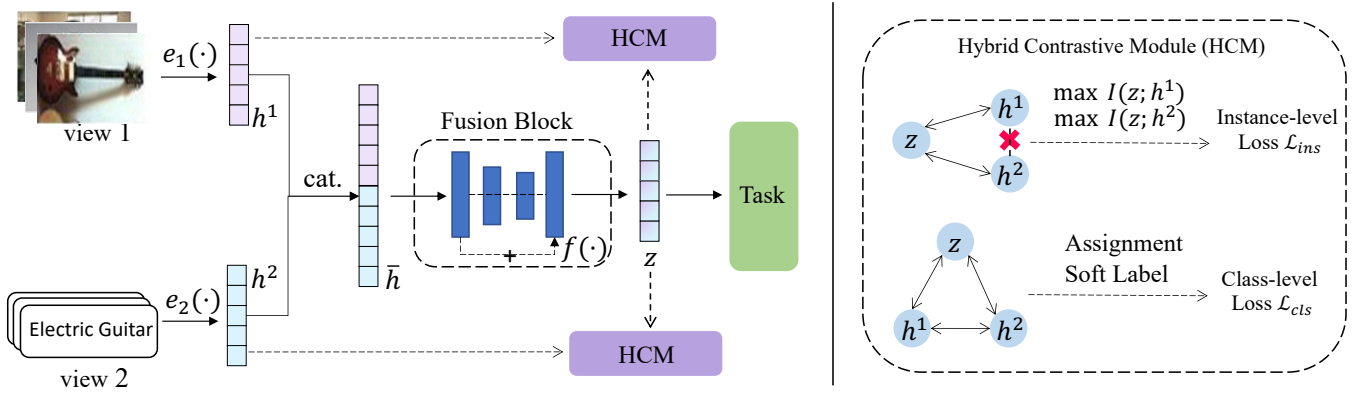 view 1
e₁(·)
h¹
HCM
cat.
h̄
Fusion Block
+
f(·)
z
Task
h²
e₂(·)
Electric Guitar
view 2
HCM
Hybrid Contrastive Module (HCM)
h¹
z
h²
max I(z; h¹)
max I(z; h²)
Instance-level
Loss ℒᵢₙₛ
z
h¹
h²
Assignment
Soft Label
Class-level
Loss ℒ_cls